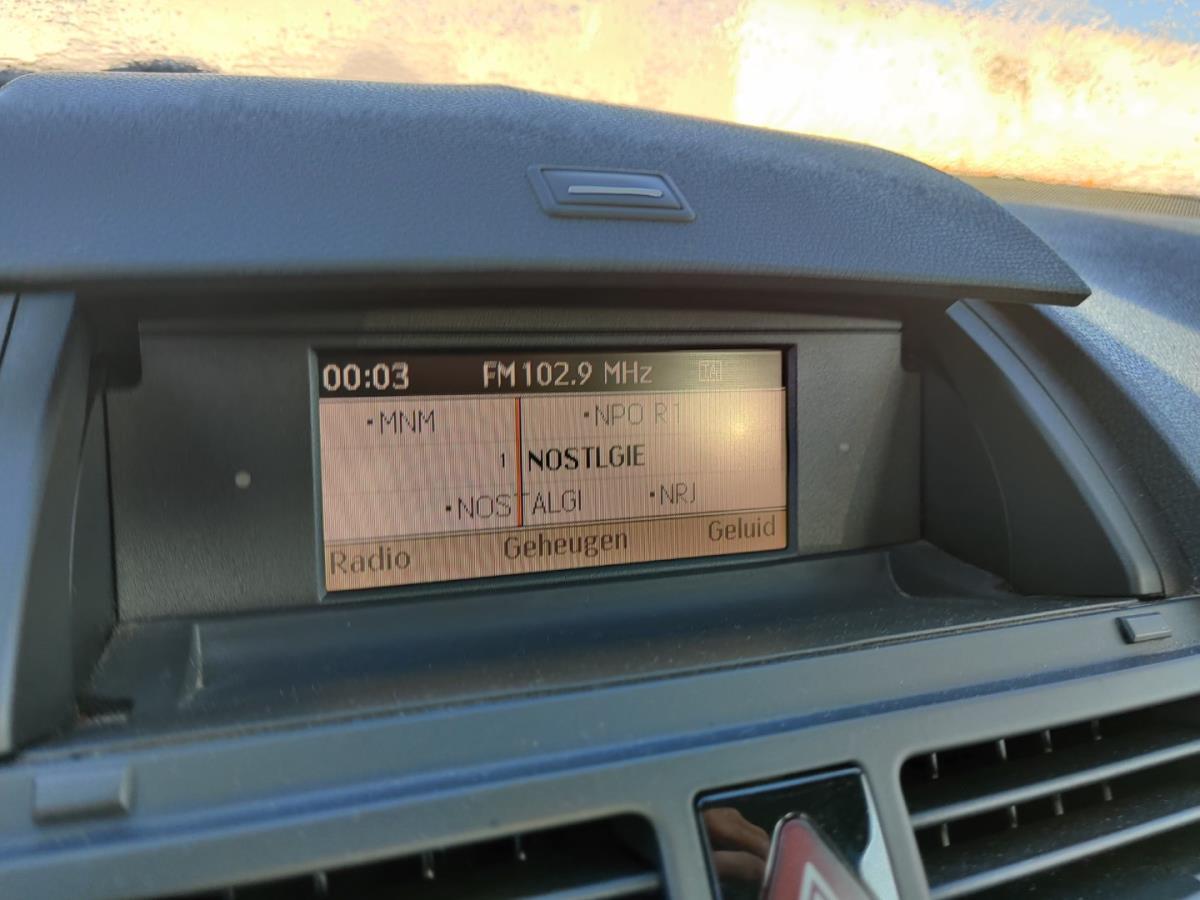 00:03 FM 102.9 MHz TA
•MNM •NPO R1
1 NOSTLGIE
•NOSTALGI •NRJ
Radio Geheugen Geluid